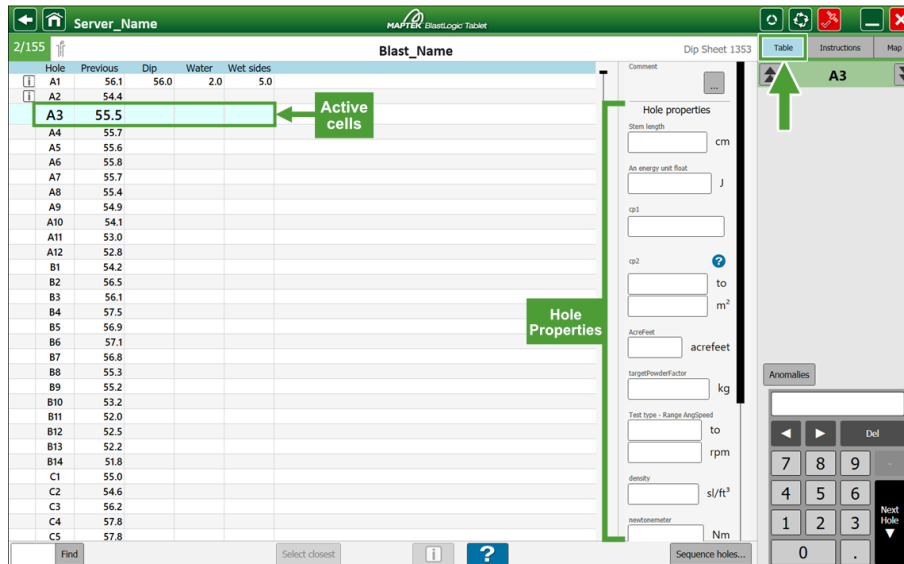 Server_Name
MAPTEK BlastLogic Tablet
2/155
Blast_Name
Dip Sheet 1353
Table Instructions Map
Hole Previous Dip Water Wet sides
A1 56.1 56.0 2.0 5.0
A2 54.4
A3 55.5
A4 55.7
A5 55.6
A6 55.8
A7 55.7
A8 55.4
A9 54.9
A10 54.1
A11 53.0
A12 52.8
B1 54.2
B2 56.5
B3 56.1
B4 57.5
B5 56.9
B6 57.1
B7 56.8
B8 55.3
B9 55.2
B10 53.2
B11 52.0
B12 52.5
B13 52.2
B14 51.8
C1 55.0
C2 54.6
C3 56.2
C4 57.8
C5 57.8
Active
cells
Hole
Properties
Comment
...
Hole properties
Stem length
cm
An energy unit float
J
cp1
cp2 ?
to
m²
AcreFeet
acrefeet
targetPowderFactor
kg
Test type - Range AngSpeed
to
rpm
density
sl/ft³
newtonemeter
Nm
A3
Anomalies
Del
7 8 9 -
4 5 6
1 2 3
0 .
Next
Hole
Find
Select closest
i
?
Sequence holes...